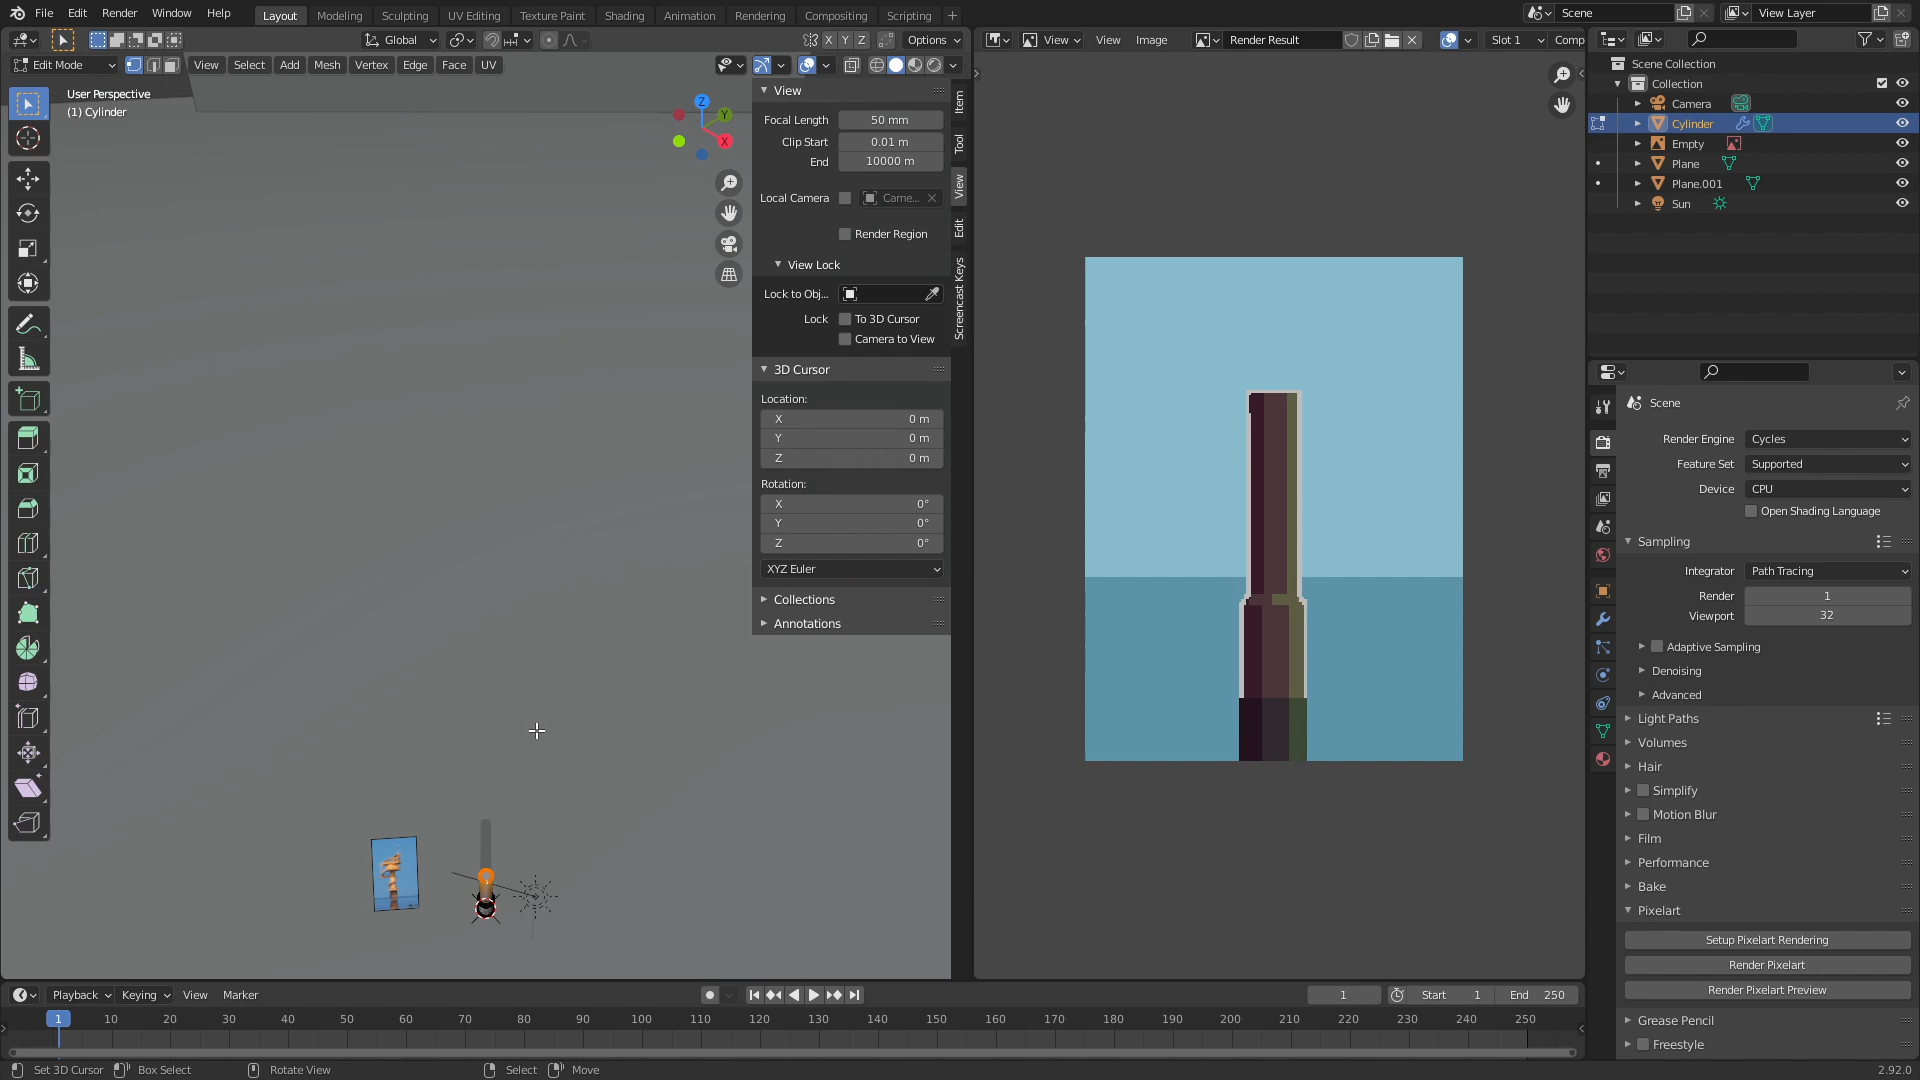 File Edit Render Window Help
Layout Modeling Sculpting UV Editing Texture Paint Shading Animation Rendering Compositing Scripting +
Scene View Layer
Global X Y Z Options
View View Image Render Result Slot 1 Comp
Edit Mode View Select Add Mesh Vertex Edge Face UV
User Perspective
(1) Cylinder
Z Y X
View
Focal Length 50 mm
Clip Start 0.01 m
End 10000 m
Local Camera Came...
Render Region
View Lock
Lock to Obj...
Lock To 3D Cursor
Camera to View
3D Cursor
Location:
X 0 m
Y 0 m
Z 0 m
Rotation:
X 0°
Y 0°
Z 0°
XYZ Euler
Collections
Annotations
Item
Tool
View
Edit
Screencast Keys
Scene Collection
Collection
Camera
Cylinder
Empty
Plane
Plane.001
Sun
Scene
Render Engine Cycles
Feature Set Supported
Device CPU
Open Shading Language
Sampling
Integrator Path Tracing
Render 1
Viewport 32
Adaptive Sampling
Denoising
Advanced
Light Paths
Volumes
Hair
Simplify
Motion Blur
Film
Performance
Bake
Pixelart
Setup Pixelart Rendering
Render Pixelart
Render Pixelart Preview
Grease Pencil
Freestyle
Playback Keying View Marker 1 Start 1 End 250
1 10 20 30 40 50 60 70 80 90 100 110 120 130 140 150 160 170 180 190 200 210 220 230 240 250
Set 3D Cursor Box Select Rotate View Select Move 2.92.0